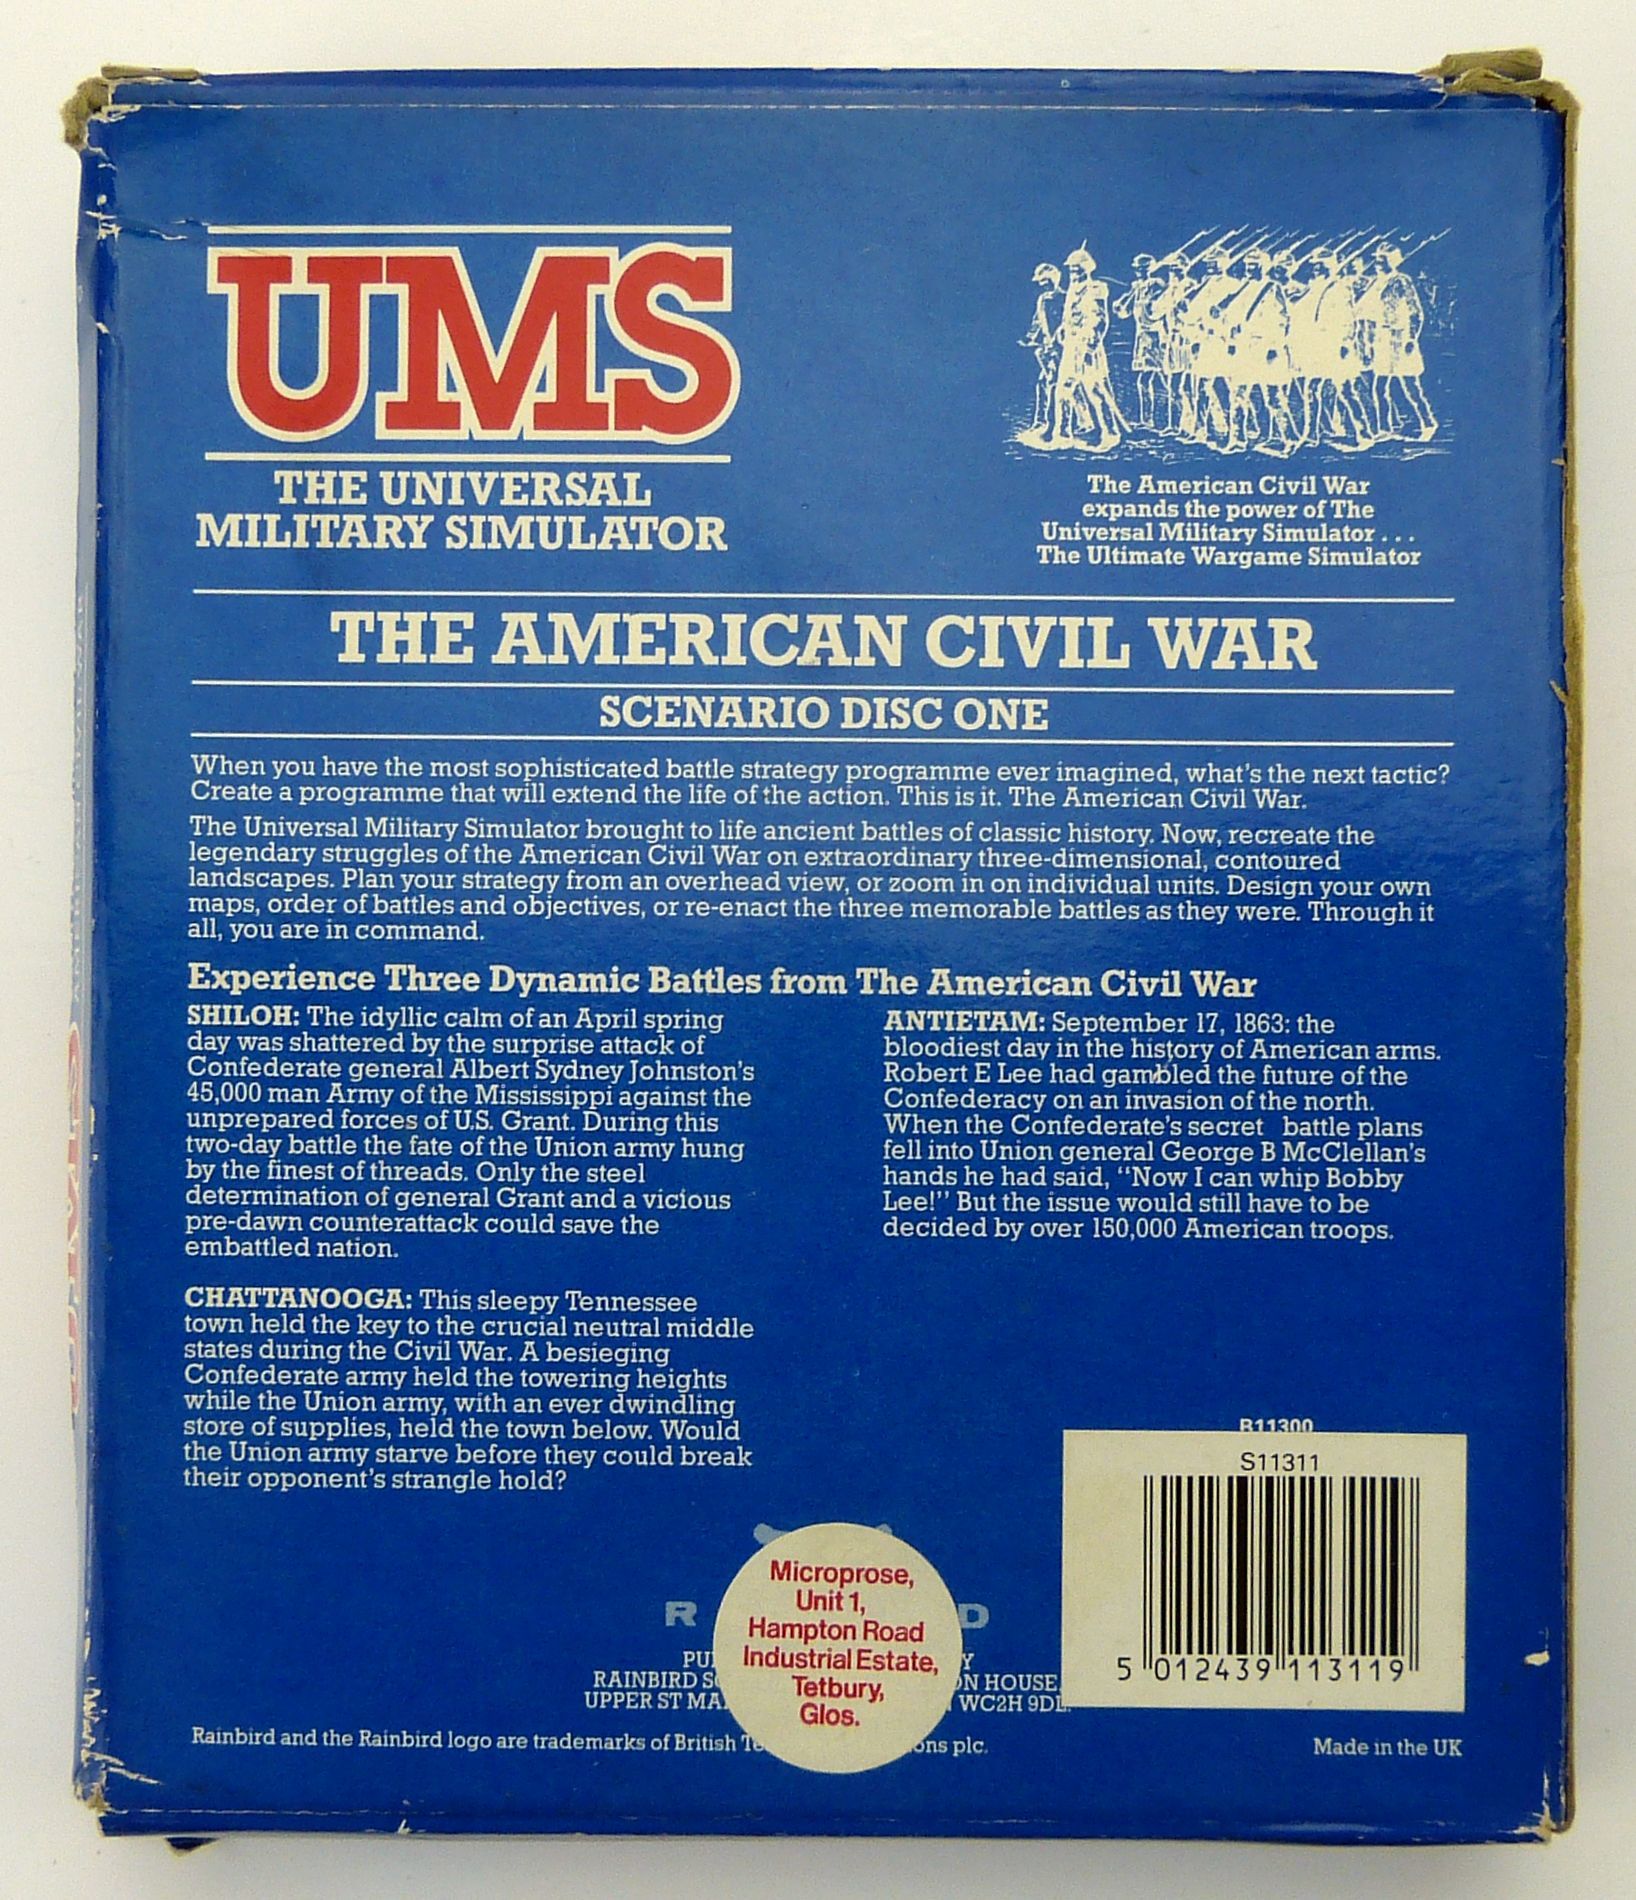 UMS
THE UNIVERSAL
MILITARY SIMULATOR
The American Civil War
expands the power of The
Universal Military Simulator . . .
The Ultimate Wargame Simulator
THE AMERICAN CIVIL WAR
SCENARIO DISC ONE
When you have the most sophisticated battle strategy programme ever imagined, what's the next tactic?
Create a programme that will extend the life of the action. This is it. The American Civil War.
The Universal Military Simulator brought to life ancient battles of classic history. Now, recreate the
legendary struggles of the American Civil War on extraordinary three-dimensional, contoured
landscapes. Plan your strategy from an overhead view, or zoom in on individual units. Design your own
maps, order of battles and objectives, or re-enact the three memorable battles as they were. Through it
all, you are in command.
Experience Three Dynamic Battles from The American Civil War
SHILOH: The idyllic calm of an April spring
day was shattered by the surprise attack of
Confederate general Albert Sydney Johnston's
45,000 man Army of the Mississippi against the
unprepared forces of U.S. Grant. During this
two-day battle the fate of the Union army hung
by the finest of threads. Only the steel
determination of general Grant and a vicious
pre-dawn counterattack could save the
embattled nation.
CHATTANOOGA: This sleepy Tennessee
town held the key to the crucial neutral middle
states during the Civil War. A besieging
Confederate army held the towering heights
while the Union army, with an ever dwindling
store of supplies, held the town below. Would
the Union army starve before they could break
their opponent's strangle hold?
ANTIETAM: September 17, 1863: the
bloodiest day in the history of American arms.
Robert E Lee had gambled the future of the
Confederacy on an invasion of the north.
When the Confederate's secret battle plans
fell into Union general George B McClellan's
hands he had said, "Now I can whip Bobby
Lee!" But the issue would still have to be
decided by over 150,000 American troops.
B11300
S11311
5 012439 113119
Microprose,
Unit 1,
Hampton Road
Industrial Estate,
Tetbury,
Glos.
R D
RAINBIRD N HOUSE,
UPPER ST WC2H 9DL.
Rainbird and the Rainbird logo are trademarks of British plc.
Made in the UK